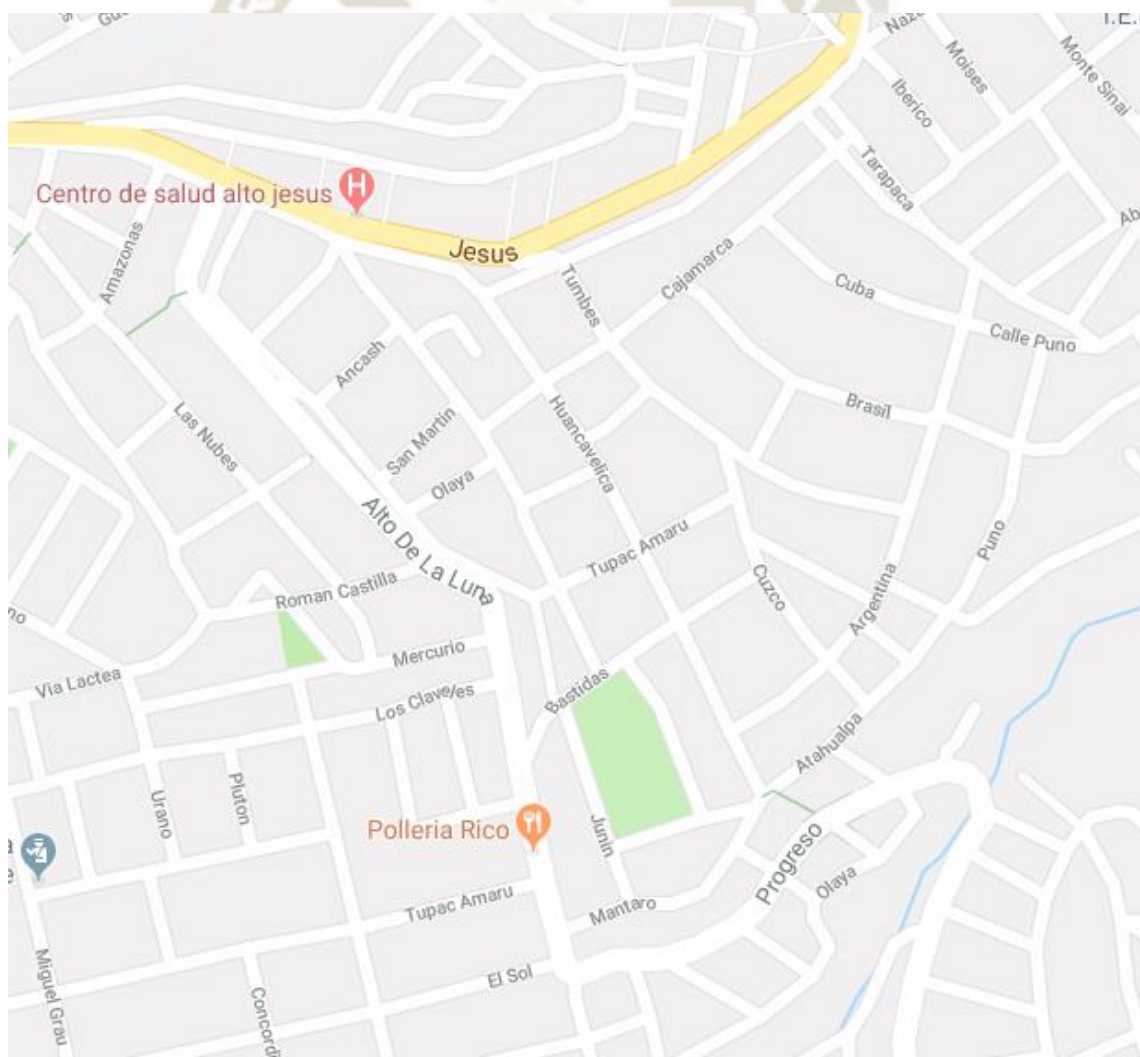 Moises
Monte Sinai
Iberico
Tarapaca
Centro de salud alto jesus
H
Amazonas
Jesus
Tumbes
Cajamarca
Cuba
Calle Puno
Ancash
Brasil
Las Nubes
San Martin
Huancavelica
Olaya
Alto De La Luna
Tupac Amaru
Puno
Cuzco
Argentina
Roman Castilla
Mercurio
Via Lactea
Bastidas
Los Claveles
Atahualpa
Urano
Pluton
Polleria Rico
Junin
Progreso
Olaya
Tupac Amaru
Mantaro
El Sol
Miguel Grau